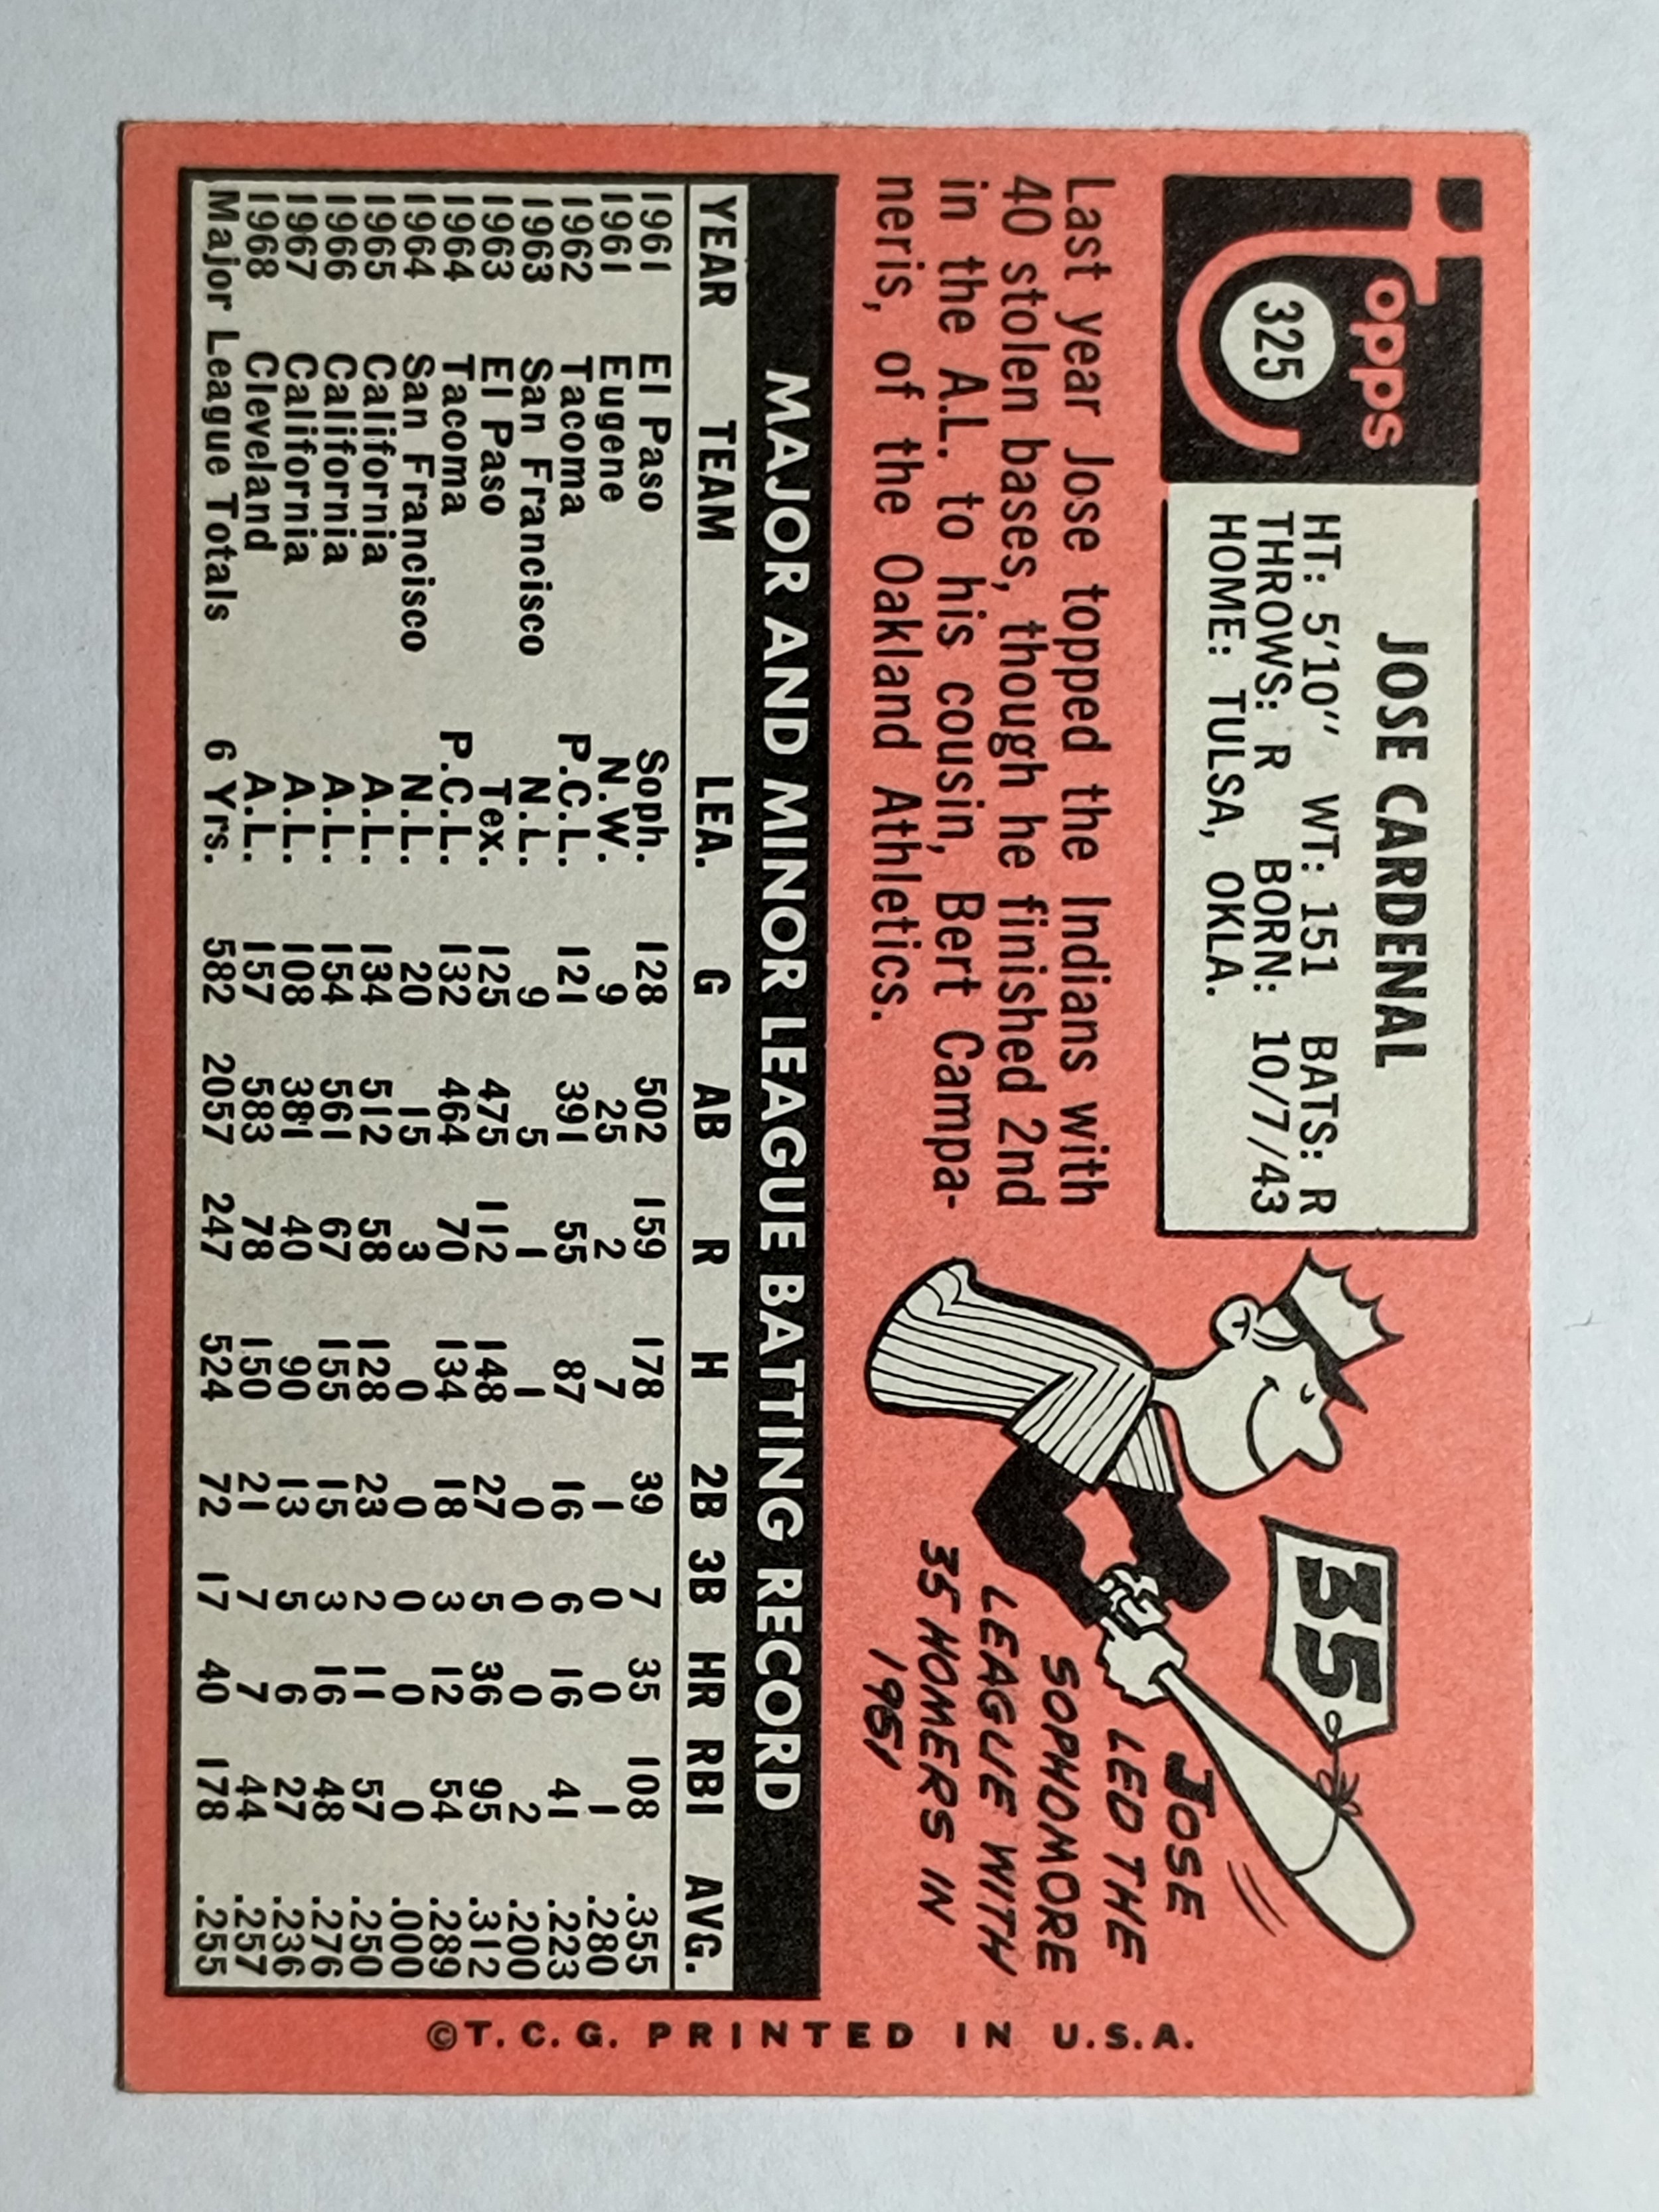 Topps
325
JOSE CARDENAL
HT: 5'10" WT: 151 BATS: R
THROWS: R BORN: 10/7/43
HOME: TULSA, OKLA.
Last year Jose topped the Indians with
40 stolen bases, though he finished 2nd
in the A.L. to his cousin, Bert Campa-
neris, of the Oakland Athletics.
35
JOSE
LED THE
SOPHOMORE
LEAGUE WITH
35 HOMERS IN
1961
MAJOR AND MINOR LEAGUE BATTING RECORD
YEAR TEAM LEA. G AB R H 2B 3B HR RBI AVG.
1961 El Paso Soph. 128 502 159 178 39 7 35 108 .355
1961 Eugene N.W. 9 25 2 7 1 0 0 1 .280
1962 Tacoma P.C.L. 121 391 55 87 16 6 16 41 .223
1963 San Francisco N.L. 9 5 1 1 0 0 0 2 .200
1963 El Paso Tex. 125 475 112 148 27 5 36 95 .312
1964 Tacoma P.C.L. 132 464 70 134 18 3 12 54 .289
1964 San Francisco N.L. 20 15 3 0 0 0 0 0 .000
1965 California A.L. 134 512 58 128 23 2 11 57 .250
1966 California A.L. 154 561 67 155 15 3 16 48 .276
1967 California A.L. 108 381 40 90 13 5 6 27 .236
1968 Cleveland A.L. 157 583 78 150 21 7 7 44 .257
Major League Totals 6 Yrs. 582 2057 247 524 72 17 40 178 .255
©T.C.G. PRINTED IN U.S.A.